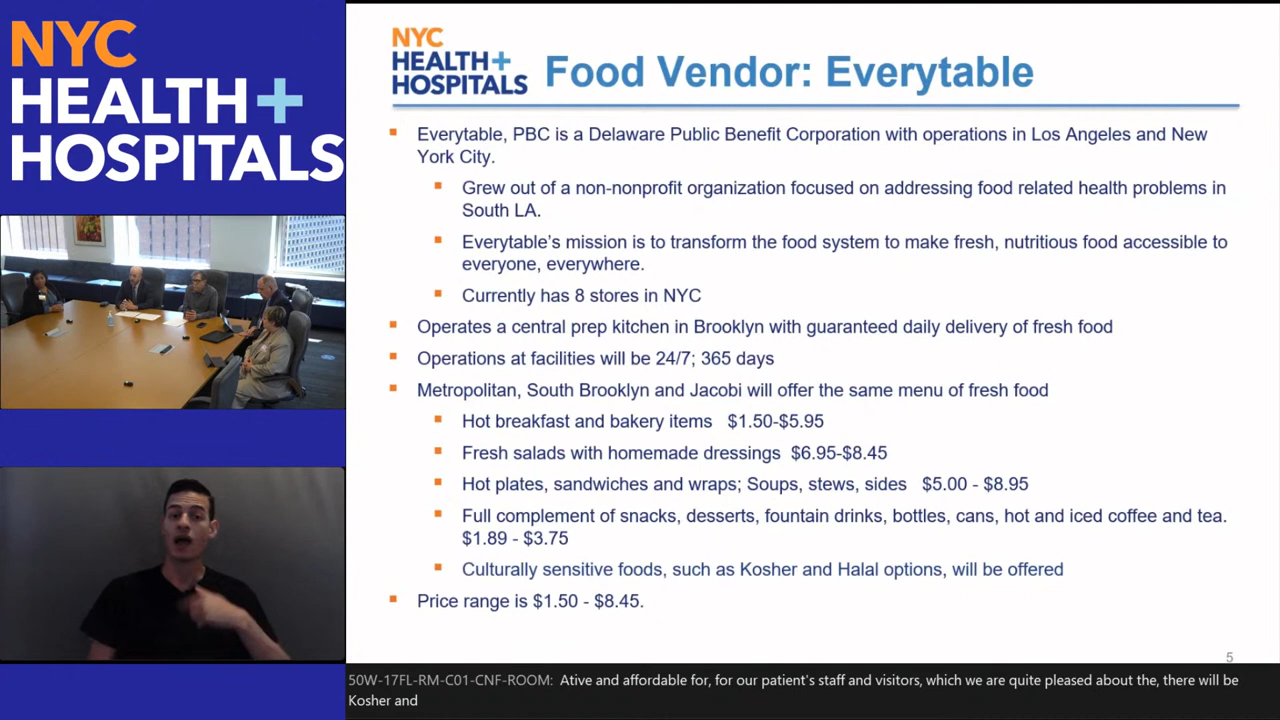 NYC
HEALTH+
HOSPITALS
NYC
HEALTH+
HOSPITALS
Food Vendor: Everytable
Everytable, PBC is a Delaware Public Benefit Corporation with operations in Los Angeles and New
York City.
Grew out of a non-nonprofit organization focused on addressing food related health problems in
South LA.
Everytable's mission is to transform the food system to make fresh, nutritious food accessible to
everyone, everywhere.
Currently has 8 stores in NYC
Operates a central prep kitchen in Brooklyn with guaranteed daily delivery of fresh food
Operations at facilities will be 24/7; 365 days
Metropolitan, South Brooklyn and Jacobi will offer the same menu of fresh food
Hot breakfast and bakery items $1.50-$5.95
Fresh salads with homemade dressings $6.95-$8.45
Hot plates, sandwiches and wraps; Soups, stews, sides $5.00 - $8.95
Full complement of snacks, desserts, fountain drinks, bottles, cans, hot and iced coffee and tea.
$1.89 - $3.75
Culturally sensitive foods, such as Kosher and Halal options, will be offered
Price range is $1.50 - $8.45.
5
50W-17FL-RM-C01-CNF-ROOM: Ative and affordable for, for our patient's staff and visitors, which we are quite pleased about the, there will be
Kosher and